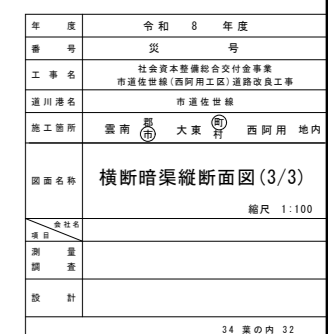 年度 令和 8 年度
番号 災 号
工事名 社会資本整備総合交付金事業
市道佐世線(西阿用工区)道路改良工事
道川港名 市道佐世線
施工箇所 雲南 郡 市 大東 町 村 西阿用 地内
図面名称 横断暗渠縦断面図(3/3)
縮尺 1:100
会社名
項目
測量
調査
設計
34 葉の内 32